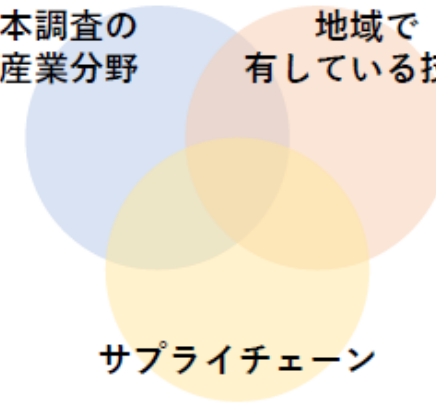 本調査の
産業分野
地域で
有している
サプライチェーン